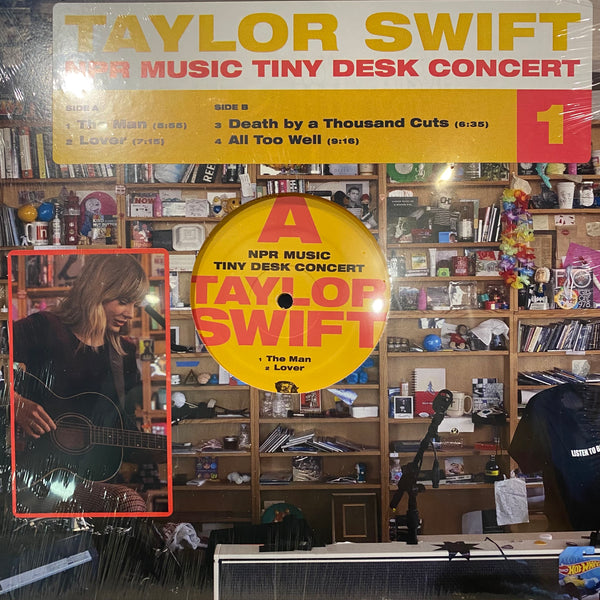 TAYLOR SWIFT
NPR MUSIC TINY DESK CONCERT
SIDE A
1 The Man (5:55)
2 Lover (7:15)
SIDE B
3 Death by a Thousand Cuts (6:35)
4 All Too Well (9:16)
1
A
NPR MUSIC
TINY DESK CONCERT
TAYLOR
SWIFT
1 The Man
2 Lover
LISTEN TO
HOT WHEELS